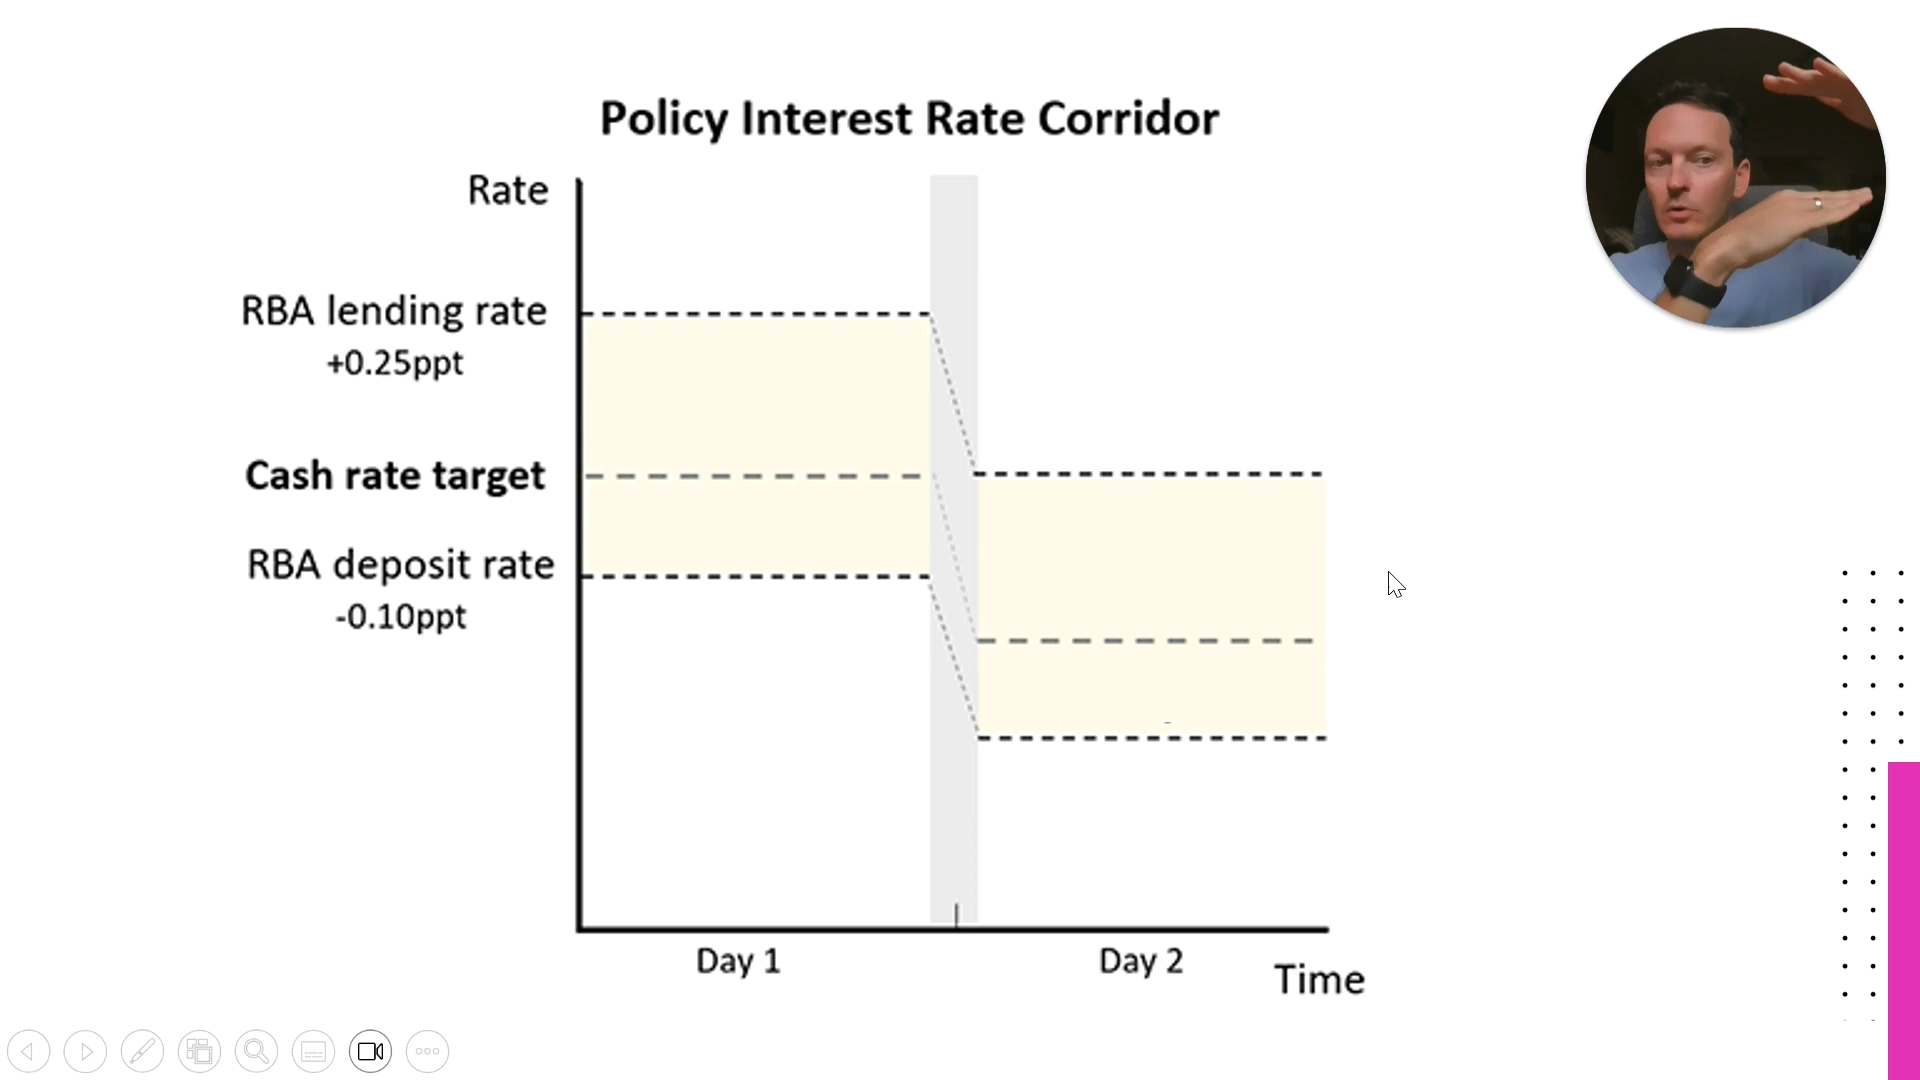 Policy Interest Rate Corridor
Rate
RBA lending rate
+0.25ppt
Cash rate target
RBA deposit rate
-0.10ppt
Day 1
Day 2
Time